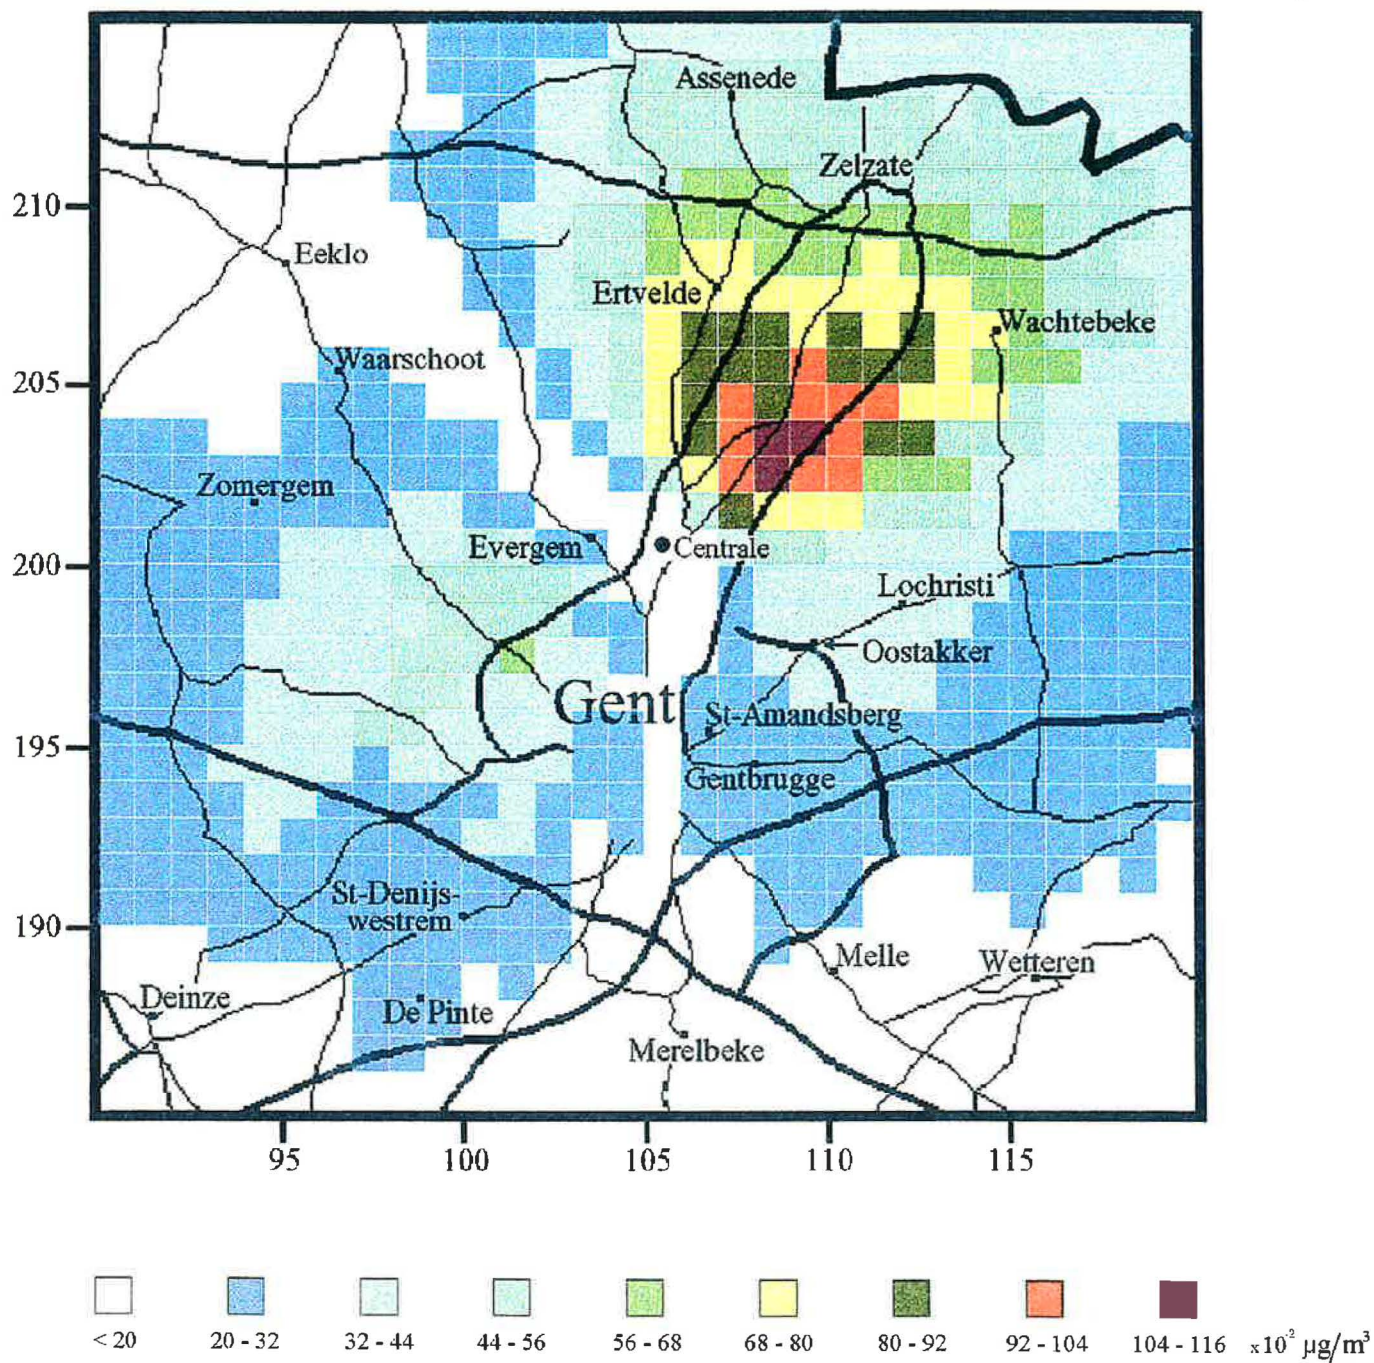 Assenede
Zelzate
210
Eeklo
Ertvelde
Wachtebeke
Waarschoot
205
Zomergem
Evergem
Centrale
200
Lochristi
Oostakker
Gent
St-Amandsberg
195
Gentbrugge
St-Denijs-
westrem
190
Melle
Wetteren
Deinze
De Pinte
Merelbeke
95 100 105 110 115
< 20 20 - 32 32 - 44 44 - 56 56 - 68 68 - 80 80 - 92 92 - 104 104 - 116 x10⁻² µg/m³